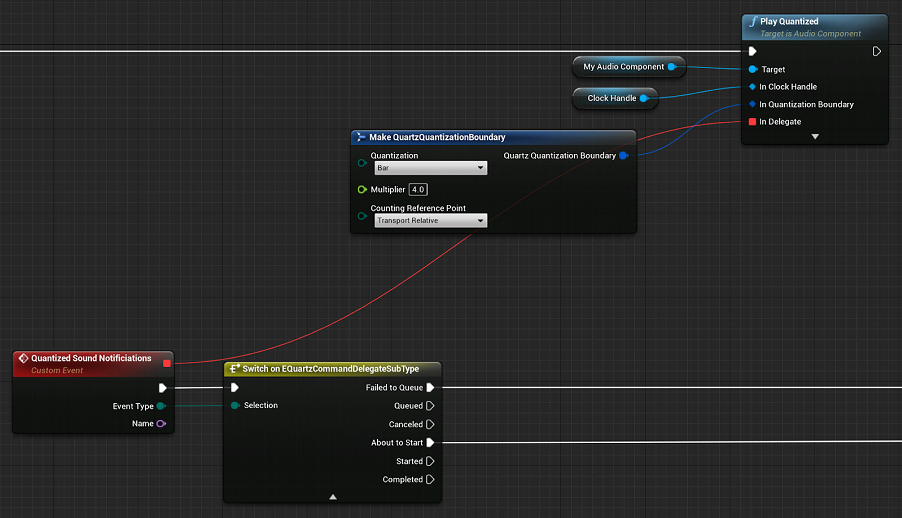 Play Quantized
Target is Audio Component
My Audio Component
Target
Clock Handle
In Clock Handle
In Quantization Boundary
In Delegate
Make QuartzQuantizationBoundary
Quantization
Bar
Quartz Quantization Boundary
Multiplier 4.0
Counting Reference Point
Transport Relative
Quantized Sound Notificiations
Custom Event
Event Type
Name
Switch on EQuartzCommandDelegateSubType
Selection
Failed to Queue
Queued
Canceled
About to Start
Started
Completed